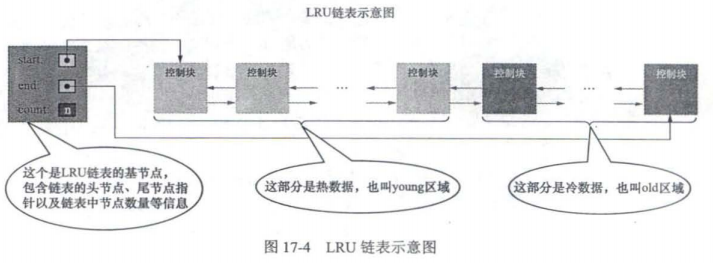 LRU链表示意图
start:
end:
count: n
控制块
控制块
…
控制块
控制块
…
控制块
这个是LRU链表的基节点,
包含链表的头节点、尾节点指
针以及链表中节点数量等信息
这部分是热数据，也叫young区域
这部分是冷数据，也叫old区域
图 17-4 LRU 链表示意图